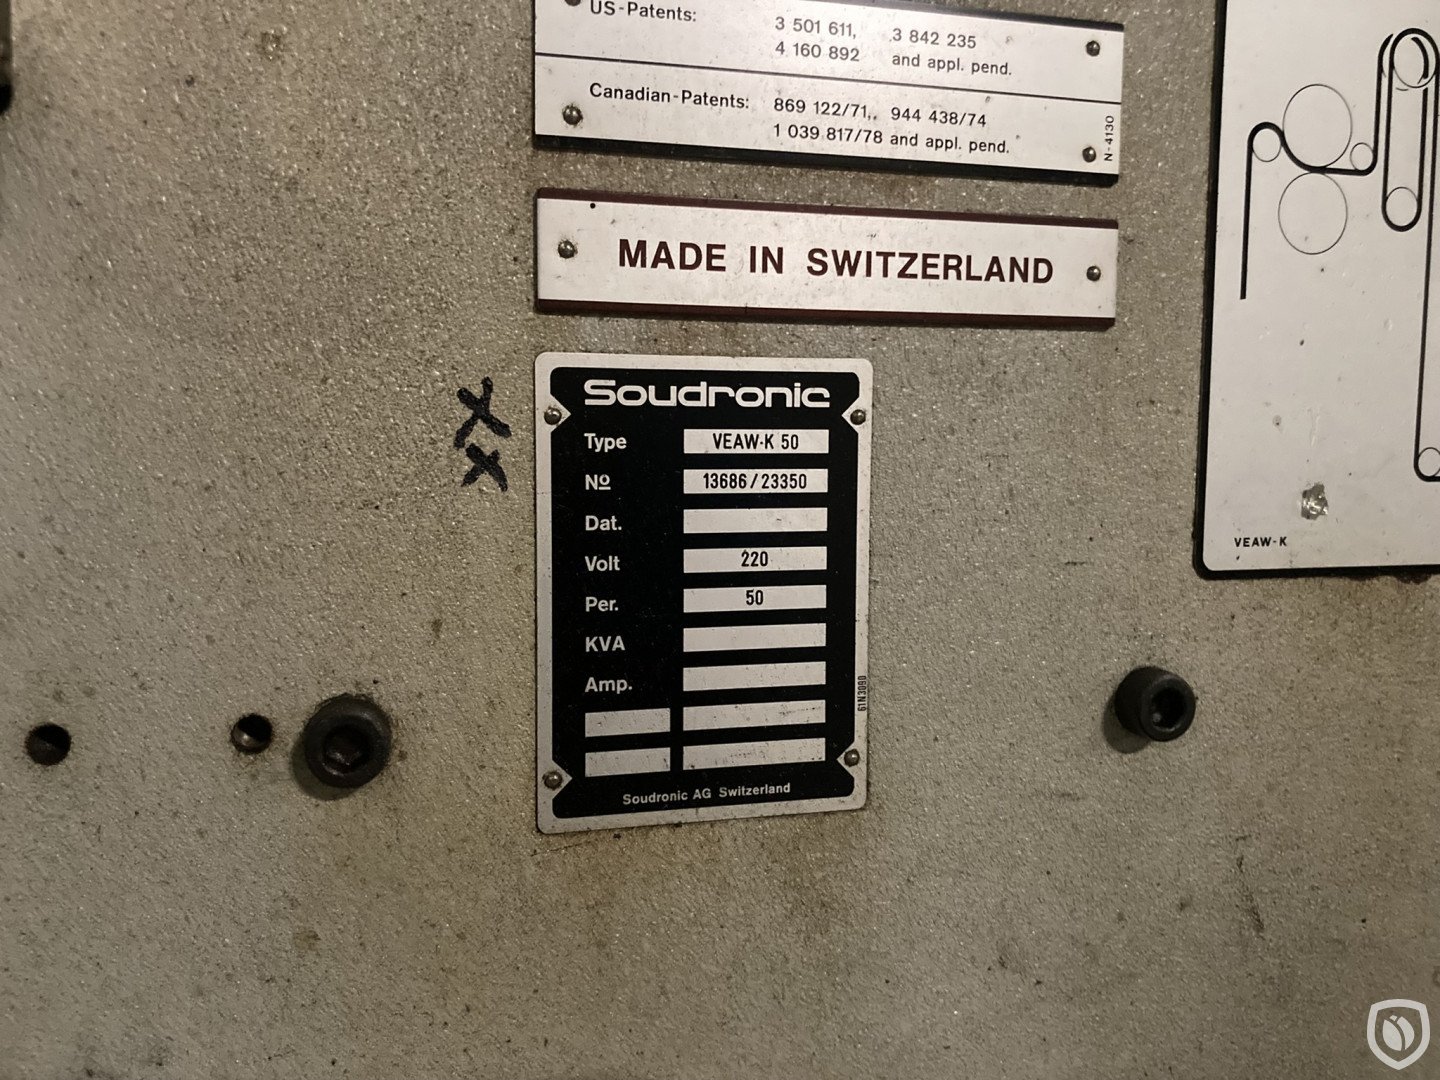 US-Patents: 3 501 611, 3 842 235
4 160 892 and appl. pend.
Canadian-Patents: 869 122/71,. 944 438/74
1 039 817/78 and appl. pend.
N-4130
MADE IN SWITZERLAND
Soudronic
Type VEAW-K 50
Nº 13686/23350
Dat.
Volt 220
Per. 50
KVA
Amp.
61N3090
Soudronic AG Switzerland
VEAW-K